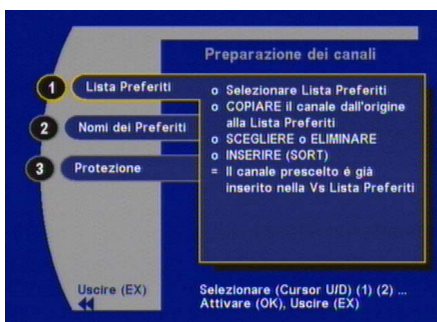 Preparazione dei canali
1 Lista Preferiti
2 Nomi dei Preferiti
3 Protezione
o Selezionare Lista Preferiti
o COPIARE il canale dall'origine
alla Lista Preferiti
o SCEGLIERE o ELIMINARE
o INSERIRE (SORT)
= Il canale prescelto é già
inserito nella Vs Lista Preferiti
Uscire (EX)
Selezionare (Cursor U/D) (1) (2) ...
Attivare (OK), Uscire (EX)